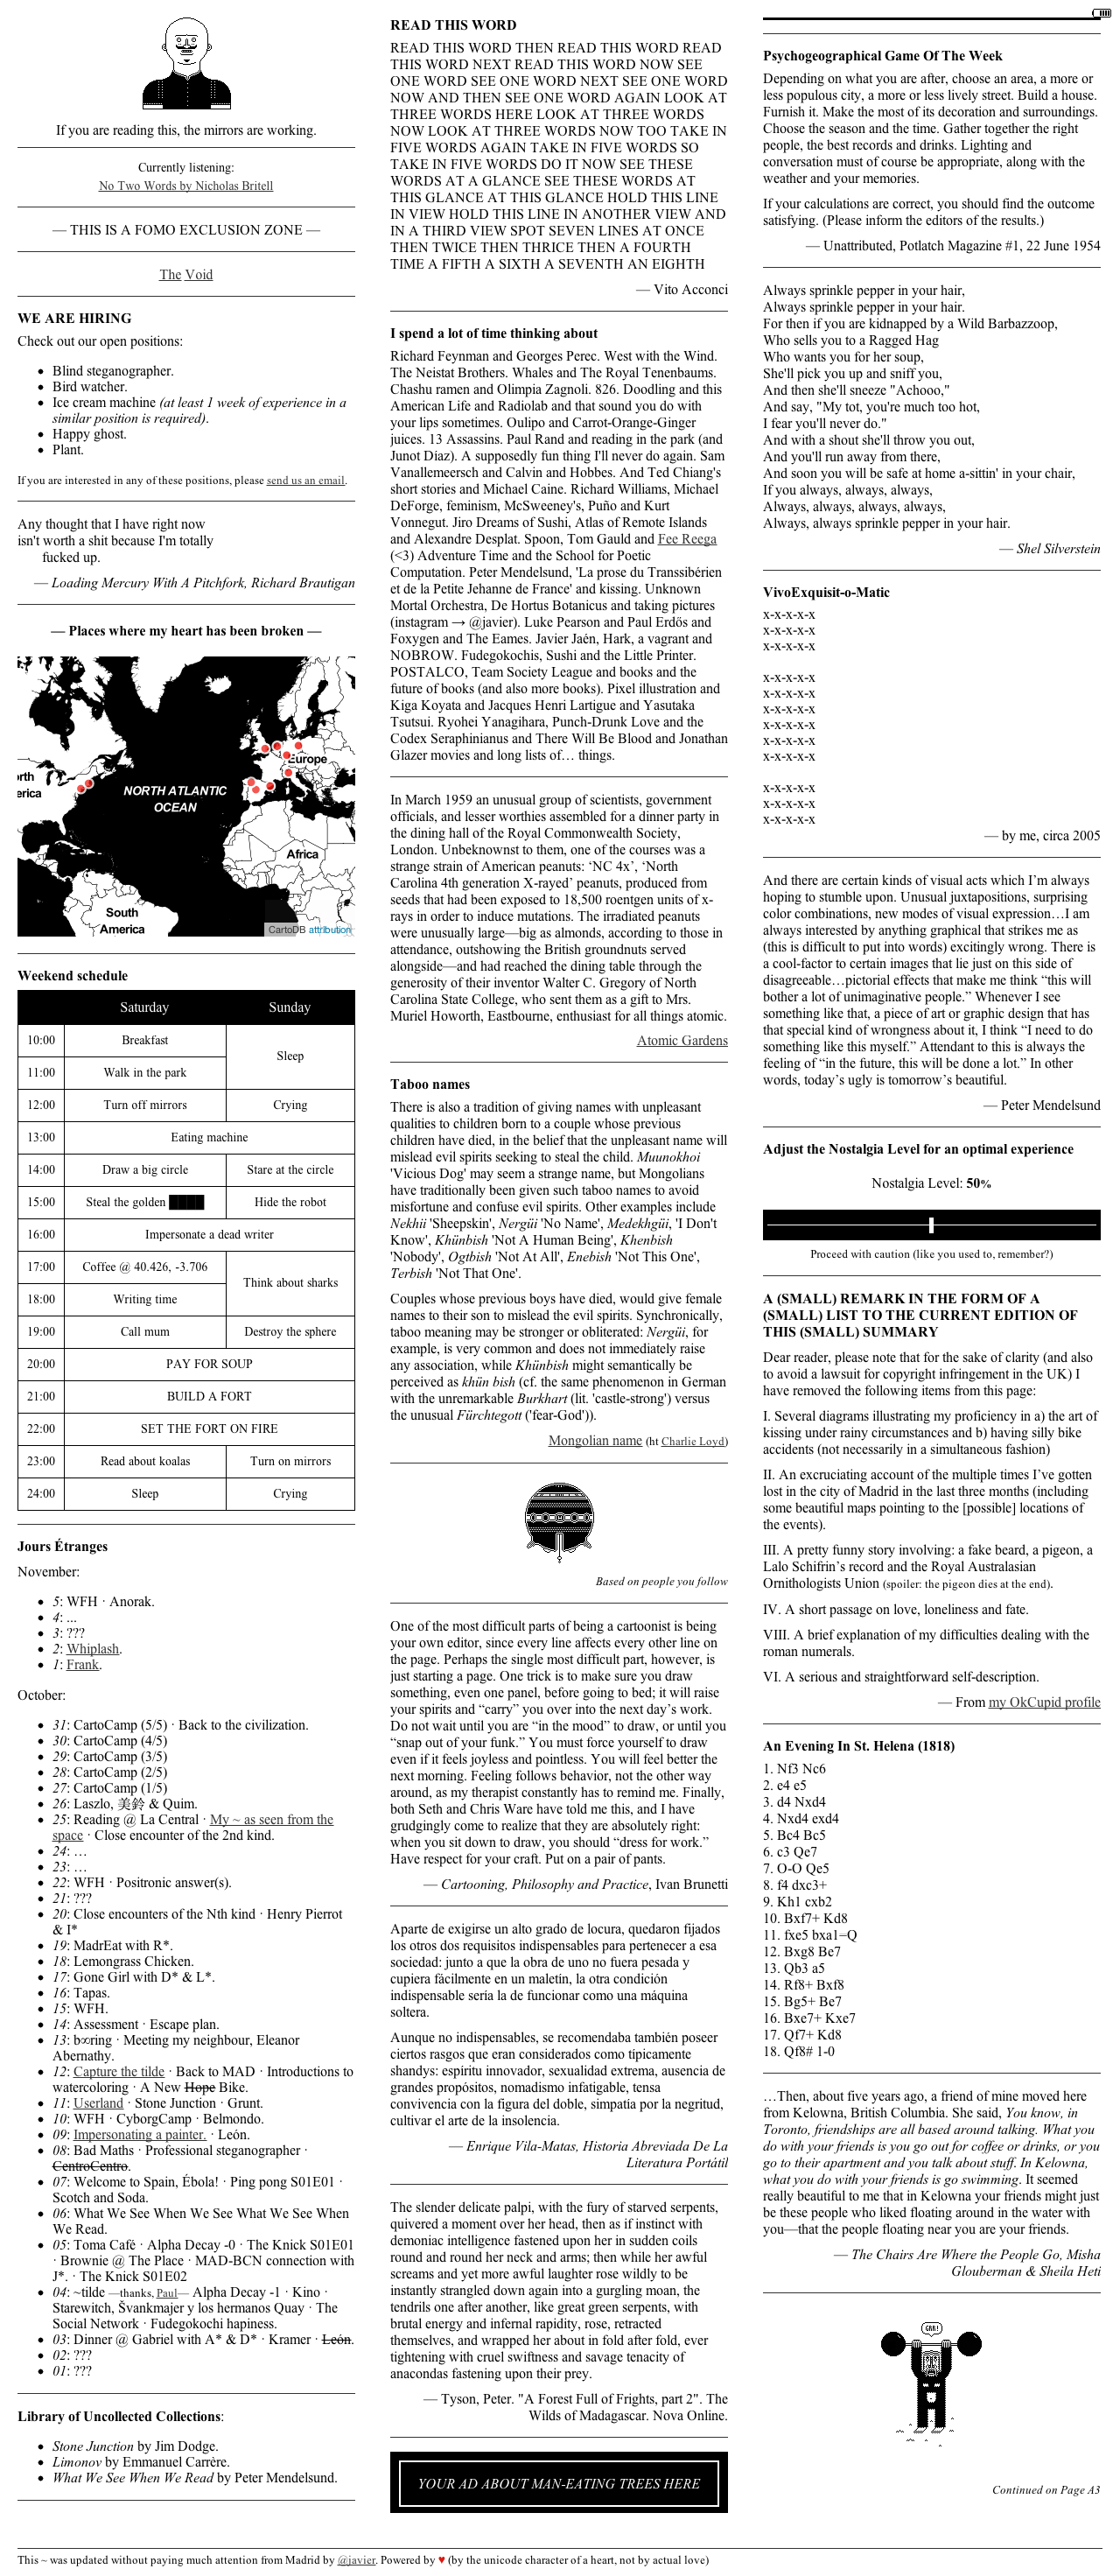 If you are reading this, the mirrors are working.
Currently listening:
No Two Words by Nicholas Britell
— THIS IS A FOMO EXCLUSION ZONE —
The Void
WE ARE HIRING
Check out our open positions:
• Blind steganographer.
• Bird watcher.
• Ice cream machine (at least 1 week of experience in a
similar position is required).
• Happy ghost.
• Plant.
If you are interested in any of these positions, please send us an email.
Any thought that I have right now
isn't worth a shit because I'm totally
fucked up.
— Loading Mercury With A Pitchfork, Richard Brautigan
— Places where my heart has been broken —
Europe
orth
erica
NORTH ATLANTIC
OCEAN
Africa
South
America
CartoDB attribution
Weekend schedule
Saturday Sunday
10:00 Breakfast Sleep
11:00 Walk in the park
12:00 Turn off mirrors Crying
13:00 Eating machine
14:00 Draw a big circle Stare at the circle
15:00 Steal the golden ████ Hide the robot
16:00 Impersonate a dead writer
17:00 Coffee @ 40.426, -3.706 Think about sharks
18:00 Writing time
19:00 Call mum Destroy the sphere
20:00 PAY FOR SOUP
21:00 BUILD A FORT
22:00 SET THE FORT ON FIRE
23:00 Read about koalas Turn on mirrors
24:00 Sleep Crying
Jours Étranges
November:
• 5: WFH · Anorak.
• 4: ...
• 3: ???
• 2: Whiplash.
• 1: Frank.
October:
• 31: CartoCamp (5/5) · Back to the civilization.
• 30: CartoCamp (4/5)
• 29: CartoCamp (3/5)
• 28: CartoCamp (2/5)
• 27: CartoCamp (1/5)
• 26: Laszlo, 美鈴 & Quim.
• 25: Reading @ La Central · My ~ as seen from the
space · Close encounter of the 2nd kind.
• 24: …
• 23: …
• 22: WFH · Positronic answer(s).
• 21: ???
• 20: Close encounters of the Nth kind · Henry Pierrot
& I*
• 19: MadrEat with R*.
• 18: Lemongrass Chicken.
• 17: Gone Girl with D* & L*.
• 16: Tapas.
• 15: WFH.
• 14: Assessment · Escape plan.
• 13: b∞ring · Meeting my neighbour, Eleanor
Abernathy.
• 12: Capture the tilde · Back to MAD · Introductions to
watercoloring · A New Hope Bike.
• 11: Userland · Stone Junction · Grunt.
• 10: WFH · CyborgCamp · Belmondo.
• 09: Impersonating a painter. · León.
• 08: Bad Maths · Professional steganographer ·
CentroCentro.
• 07: Welcome to Spain, Ébola! · Ping pong S01E01 ·
Scotch and Soda.
• 06: What We See When We See What We See When
We Read.
• 05: Toma Café · Alpha Decay -0 · The Knick S01E01
· Brownie @ The Place · MAD-BCN connection with
J*. · The Knick S01E02
• 04: ~tilde —thanks, Paul— Alpha Decay -1 · Kino ·
Starewitch, Švankmajer y los hermanos Quay · The
Social Network · Fudegokochi hapiness.
• 03: Dinner @ Gabriel with A* & D* · Kramer · León.
• 02: ???
• 01: ???
Library of Uncollected Collections:
• Stone Junction by Jim Dodge.
• Limonov by Emmanuel Carrère.
• What We See When We Read by Peter Mendelsund.
READ THIS WORD
READ THIS WORD THEN READ THIS WORD READ
THIS WORD NEXT READ THIS WORD NOW SEE
ONE WORD SEE ONE WORD NEXT SEE ONE WORD
NOW AND THEN SEE ONE WORD AGAIN LOOK AT
THREE WORDS HERE LOOK AT THREE WORDS
NOW LOOK AT THREE WORDS NOW TOO TAKE IN
FIVE WORDS AGAIN TAKE IN FIVE WORDS SO
TAKE IN FIVE WORDS DO IT NOW SEE THESE
WORDS AT A GLANCE SEE THESE WORDS AT
THIS GLANCE AT THIS GLANCE HOLD THIS LINE
IN VIEW HOLD THIS LINE IN ANOTHER VIEW AND
IN A THIRD VIEW SPOT SEVEN LINES AT ONCE
THEN TWICE THEN THRICE THEN A FOURTH
TIME A FIFTH A SIXTH A SEVENTH AN EIGHTH
— Vito Acconci
I spend a lot of time thinking about
Richard Feynman and Georges Perec. West with the Wind.
The Neistat Brothers. Whales and The Royal Tenenbaums.
Chashu ramen and Olimpia Zagnoli. 826. Doodling and this
American Life and Radiolab and that sound you do with
your lips sometimes. Oulipo and Carrot-Orange-Ginger
juices. 13 Assassins. Paul Rand and reading in the park (and
Junot Díaz). A supposedly fun thing I'll never do again. Sam
Vanallemeersch and Calvin and Hobbes. And Ted Chiang's
short stories and Michael Caine. Richard Williams, Michael
DeForge, feminism, McSweeney's, Puño and Kurt
Vonnegut. Jiro Dreams of Sushi, Atlas of Remote Islands
and Alexandre Desplat. Spoon, Tom Gauld and Fee Reega
(<3) Adventure Time and the School for Poetic
Computation. Peter Mendelsund, 'La prose du Transsibérien
et de la Petite Jehanne de France' and kissing. Unknown
Mortal Orchestra, De Hortus Botanicus and taking pictures
(instagram → @javier). Luke Pearson and Paul Erdős and
Foxygen and The Eames. Javier Jaén, Hark, a vagrant and
NOBROW. Fudegokochis, Sushi and the Little Printer.
POSTALCO, Team Society League and books and the
future of books (and also more books). Pixel illustration and
Kiga Koyata and Jacques Henri Lartigue and Yasutaka
Tsutsui. Ryohei Yanagihara, Punch-Drunk Love and the
Codex Seraphinianus and There Will Be Blood and Jonathan
Glazer movies and long lists of… things.
In March 1959 an unusual group of scientists, government
officials, and lesser worthies assembled for a dinner party in
the dining hall of the Royal Commonwealth Society,
London. Unbeknownst to them, one of the courses was a
strange strain of American peanuts: ‘NC 4x’, ‘North
Carolina 4th generation X-rayed’ peanuts, produced from
seeds that had been exposed to 18,500 roentgen units of x-
rays in order to induce mutations. The irradiated peanuts
were unusually large—big as almonds, according to those in
attendance, outshowing the British groundnuts served
alongside—and had reached the dining table through the
generosity of their inventor Walter C. Gregory of North
Carolina State College, who sent them as a gift to Mrs.
Muriel Howorth, Eastbourne, enthusiast for all things atomic.
Atomic Gardens
Taboo names
There is also a tradition of giving names with unpleasant
qualities to children born to a couple whose previous
children have died, in the belief that the unpleasant name will
mislead evil spirits seeking to steal the child. Muunokhoi
'Vicious Dog' may seem a strange name, but Mongolians
have traditionally been given such taboo names to avoid
misfortune and confuse evil spirits. Other examples include
Nekhii 'Sheepskin', Nergüi 'No Name', Medekhgüi, 'I Don't
Know', Khünbish 'Not A Human Being', Khenbish
'Nobody', Ogtbish 'Not At All', Enebish 'Not This One',
Terbish 'Not That One'.
Couples whose previous boys have died, would give female
names to their son to mislead the evil spirits. Synchronically,
taboo meaning may be stronger or obliterated: Nergüi, for
example, is very common and does not immediately raise
any association, while Khünbish might semantically be
perceived as khün bish (cf. the same phenomenon in German
with the unremarkable Burkhart (lit. 'castle-strong') versus
the unusual Fürchtegott ('fear-God')).
Mongolian name (ht Charlie Loyd)
Based on people you follow
One of the most difficult parts of being a cartoonist is being
your own editor, since every line affects every other line on
the page. Perhaps the single most difficult part, however, is
just starting a page. One trick is to make sure you draw
something, even one panel, before going to bed; it will raise
your spirits and “carry” you over into the next day’s work.
Do not wait until you are “in the mood” to draw, or until you
“snap out of your funk.” You must force yourself to draw
even if it feels joyless and pointless. You will feel better the
next morning. Feeling follows behavior, not the other way
around, as my therapist constantly has to remind me. Finally,
both Seth and Chris Ware have told me this, and I have
grudgingly come to realize that they are absolutely right:
when you sit down to draw, you should “dress for work.”
Have respect for your craft. Put on a pair of pants.
— Cartooning, Philosophy and Practice, Ivan Brunetti
Aparte de exigirse un alto grado de locura, quedaron fijados
los otros dos requisitos indispensables para pertenecer a esa
sociedad: junto a que la obra de uno no fuera pesada y
cupiera fácilmente en un maletín, la otra condición
indispensable sería la de funcionar como una máquina
soltera.
Aunque no indispensables, se recomendaba también poseer
ciertos rasgos que eran considerados como típicamente
shandys: espíritu innovador, sexualidad extrema, ausencia de
grandes propósitos, nomadismo infatigable, tensa
convivencia con la figura del doble, simpatía por la negritud,
cultivar el arte de la insolencia.
— Enrique Vila-Matas, Historia Abreviada De La
Literatura Portátil
The slender delicate palpi, with the fury of starved serpents,
quivered a moment over her head, then as if instinct with
demoniac intelligence fastened upon her in sudden coils
round and round her neck and arms; then while her awful
screams and yet more awful laughter rose wildly to be
instantly strangled down again into a gurgling moan, the
tendrils one after another, like great green serpents, with
brutal energy and infernal rapidity, rose, retracted
themselves, and wrapped her about in fold after fold, ever
tightening with cruel swiftness and savage tenacity of
anacondas fastening upon their prey.
— Tyson, Peter. "A Forest Full of Frights, part 2". The
Wilds of Madagascar. Nova Online.
YOUR AD ABOUT MAN-EATING TREES HERE
Psychogeographical Game Of The Week
Depending on what you are after, choose an area, a more or
less populous city, a more or less lively street. Build a house.
Furnish it. Make the most of its decoration and surroundings.
Choose the season and the time. Gather together the right
people, the best records and drinks. Lighting and
conversation must of course be appropriate, along with the
weather and your memories.
If your calculations are correct, you should find the outcome
satisfying. (Please inform the editors of the results.)
— Unattributed, Potlatch Magazine #1, 22 June 1954
Always sprinkle pepper in your hair,
Always sprinkle pepper in your hair.
For then if you are kidnapped by a Wild Barbazzoop,
Who sells you to a Ragged Hag
Who wants you for her soup,
She'll pick you up and sniff you,
And then she'll sneeze "Achooo,"
And say, "My tot, you're much too hot,
I fear you'll never do."
And with a shout she'll throw you out,
And you'll run away from there,
And soon you will be safe at home a-sittin' in your chair,
If you always, always, always,
Always, always, always, always,
Always, always sprinkle pepper in your hair.
— Shel Silverstein
VivoExquisit-o-Matic
x-x-x-x-x
x-x-x-x-x
x-x-x-x-x
x-x-x-x-x
x-x-x-x-x
x-x-x-x-x
x-x-x-x-x
x-x-x-x-x
x-x-x-x-x
x-x-x-x-x
x-x-x-x-x
x-x-x-x-x
— by me, circa 2005
And there are certain kinds of visual acts which I’m always
hoping to stumble upon. Unusual juxtapositions, surprising
color combinations, new modes of visual expression…I am
always interested by anything graphical that strikes me as
(this is difficult to put into words) excitingly wrong. There is
a cool-factor to certain images that lie just on this side of
disagreeable…pictorial effects that make me think “this will
bother a lot of unimaginative people.” Whenever I see
something like that, a piece of art or graphic design that has
that special kind of wrongness about it, I think “I need to do
something like this myself.” Attendant to this is always the
feeling of “in the future, this will be done a lot.” In other
words, today’s ugly is tomorrow’s beautiful.
— Peter Mendelsund
Adjust the Nostalgia Level for an optimal experience
Nostalgia Level: 50%
Proceed with caution (like you used to, remember?)
A (SMALL) REMARK IN THE FORM OF A
(SMALL) LIST TO THE CURRENT EDITION OF
THIS (SMALL) SUMMARY
Dear reader, please note that for the sake of clarity (and also
to avoid a lawsuit for copyright infringement in the UK) I
have removed the following items from this page:
I. Several diagrams illustrating my proficiency in a) the art of
kissing under rainy circumstances and b) having silly bike
accidents (not necessarily in a simultaneous fashion)
II. An excruciating account of the multiple times I’ve gotten
lost in the city of Madrid in the last three months (including
some beautiful maps pointing to the [possible] locations of
the events).
III. A pretty funny story involving: a fake beard, a pigeon, a
Lalo Schifrin’s record and the Royal Australasian
Ornithologists Union (spoiler: the pigeon dies at the end).
IV. A short passage on love, loneliness and fate.
VIII. A brief explanation of my difficulties dealing with the
roman numerals.
VI. A serious and straightforward self-description.
— From my OkCupid profile
An Evening In St. Helena (1818)
1. Nf3 Nc6
2. e4 e5
3. d4 Nxd4
4. Nxd4 exd4
5. Bc4 Bc5
6. c3 Qe7
7. O-O Qe5
8. f4 dxc3+
9. Kh1 cxb2
10. Bxf7+ Kd8
11. fxe5 bxa1=Q
12. Bxg8 Be7
13. Qb3 a5
14. Rf8+ Bxf8
15. Bg5+ Be7
16. Bxe7+ Kxe7
17. Qf7+ Kd8
18. Qf8# 1-0
…Then, about five years ago, a friend of mine moved here
from Kelowna, British Columbia. She said, You know, in
Toronto, friendships are all based around talking. What you
do with your friends is you go out for coffee or drinks, or you
go to their apartment and you talk about stuff. In Kelowna,
what you do with your friends is go swimming. It seemed
really beautiful to me that in Kelowna your friends might just
be these people who liked floating around in the water with
you—that the people floating near you are your friends.
— The Chairs Are Where the People Go, Misha
Glouberman & Sheila Heti
GRR!
Continued on Page A3
This ~ was updated without paying much attention from Madrid by @javier. Powered by ♥ (by the unicode character of a heart, not by actual love)